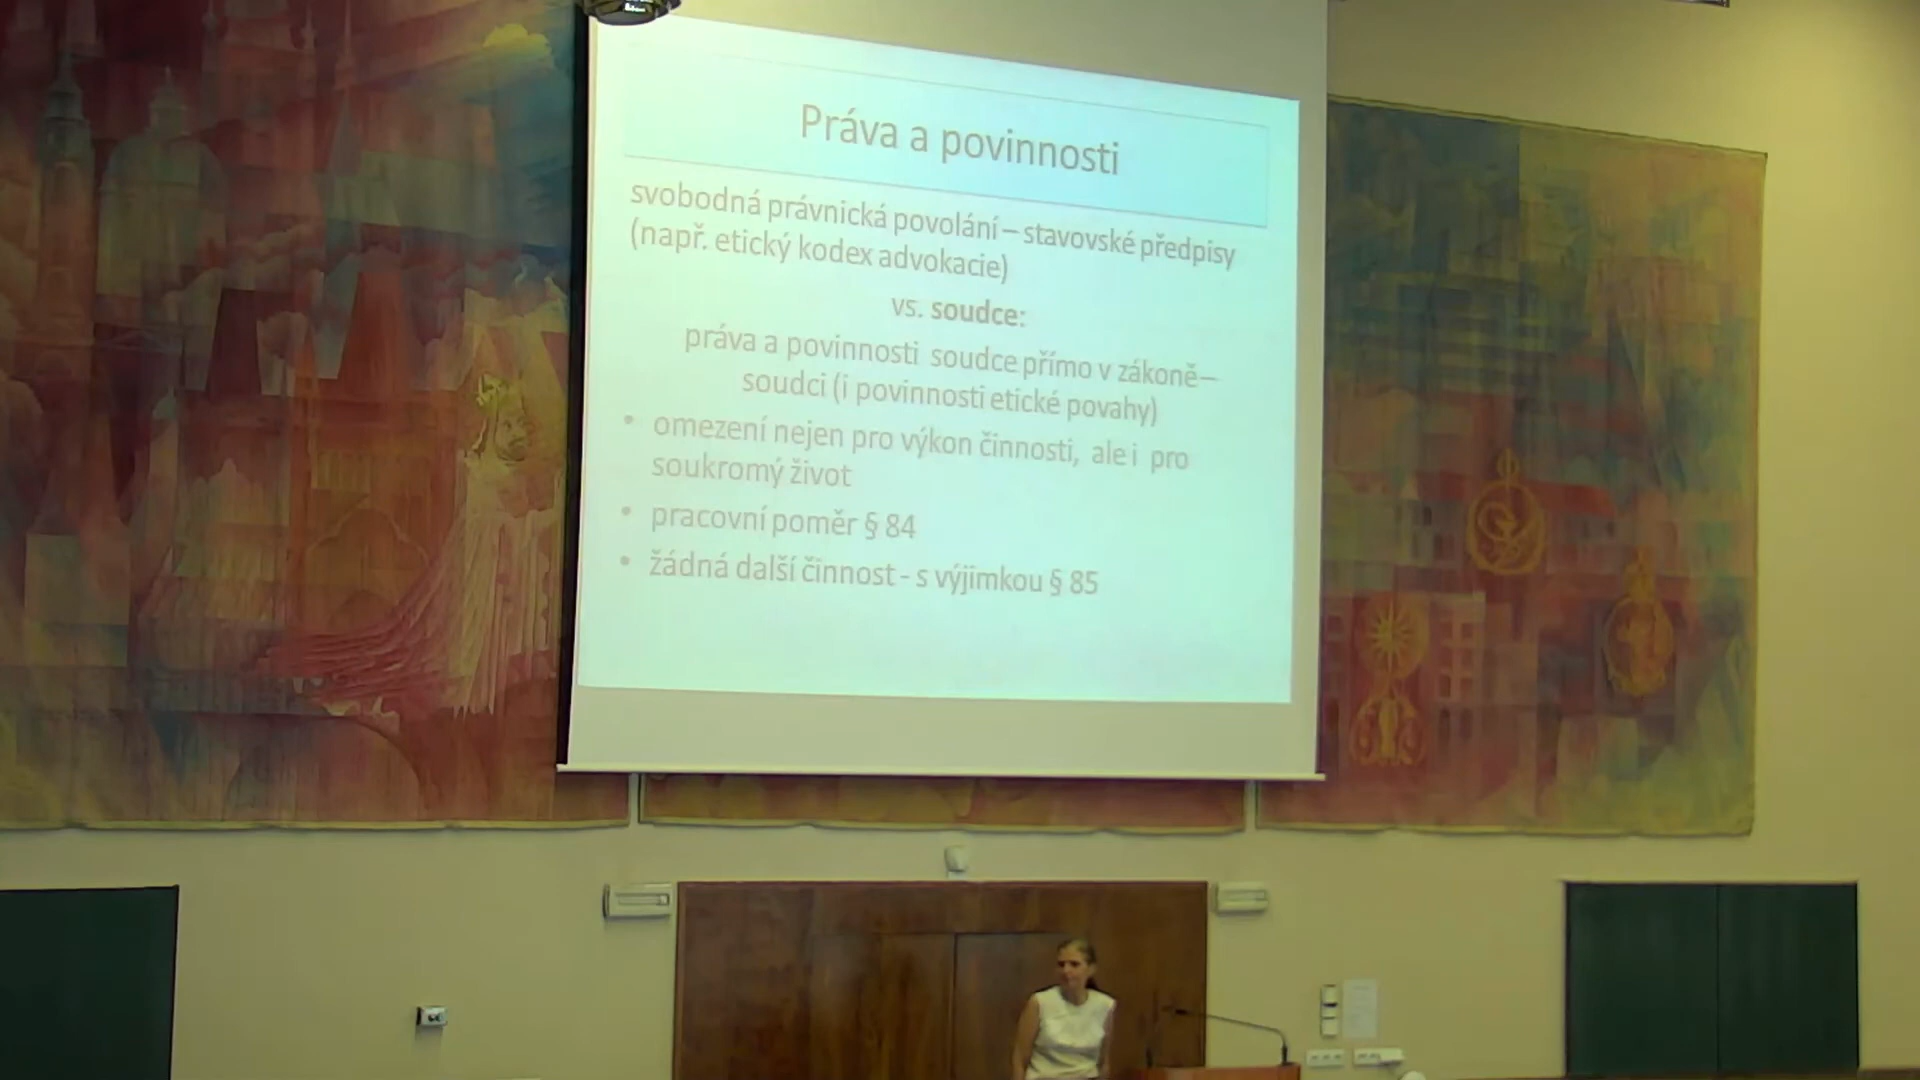 Práva a povinnosti
svobodná právnická povolání – stavovské předpisy
(např. etický kodex advokacie)
vs. soudce:
práva a povinnosti soudce přímo v zákoně –
soudci (i povinnosti etické povahy)
• omezení nejen pro výkon činnosti, ale i pro
soukromý život
• pracovní poměr § 84
• žádná další činnost - s výjimkou § 85